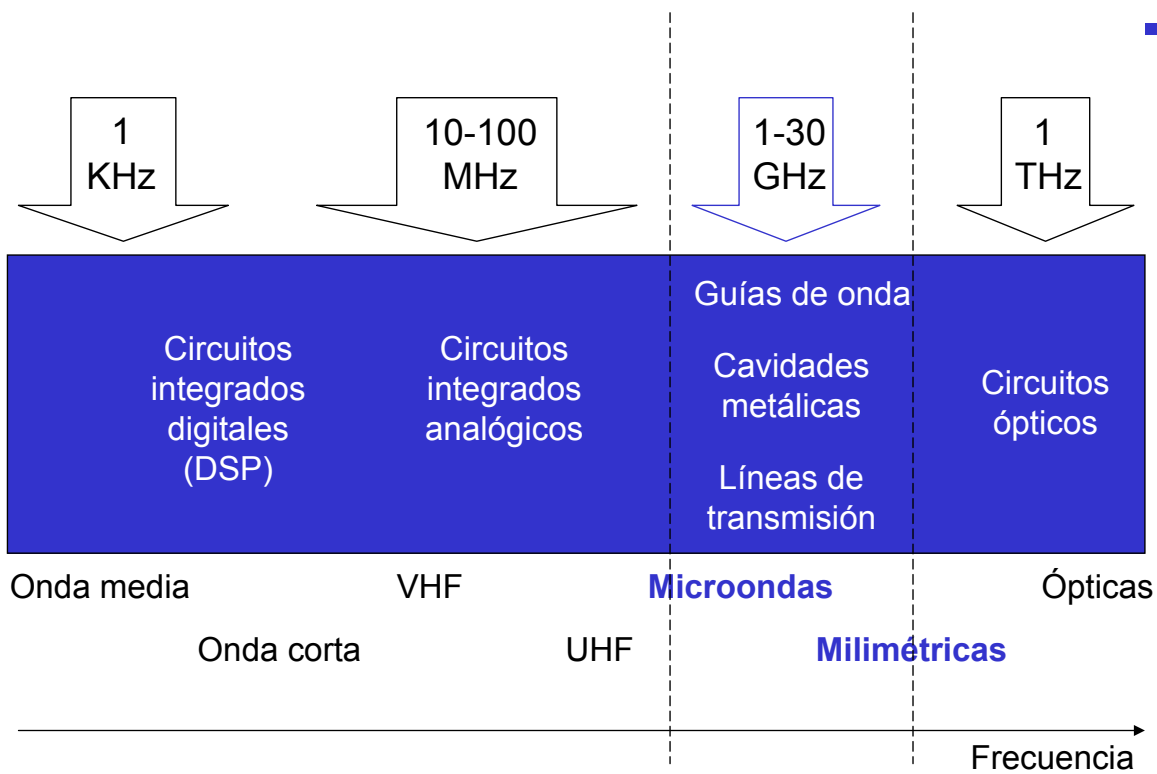 1
KHz
10-100
MHz
1-30
GHz
1
THz
Circuitos
integrados
digitales
(DSP)
Circuitos
integrados
analógicos
Guías de onda
Cavidades
metálicas
Líneas de
transmisión
Circuitos
ópticos
Onda media
VHF
Microondas
Ópticas
Onda corta
UHF
Milimétricas
Frecuencia